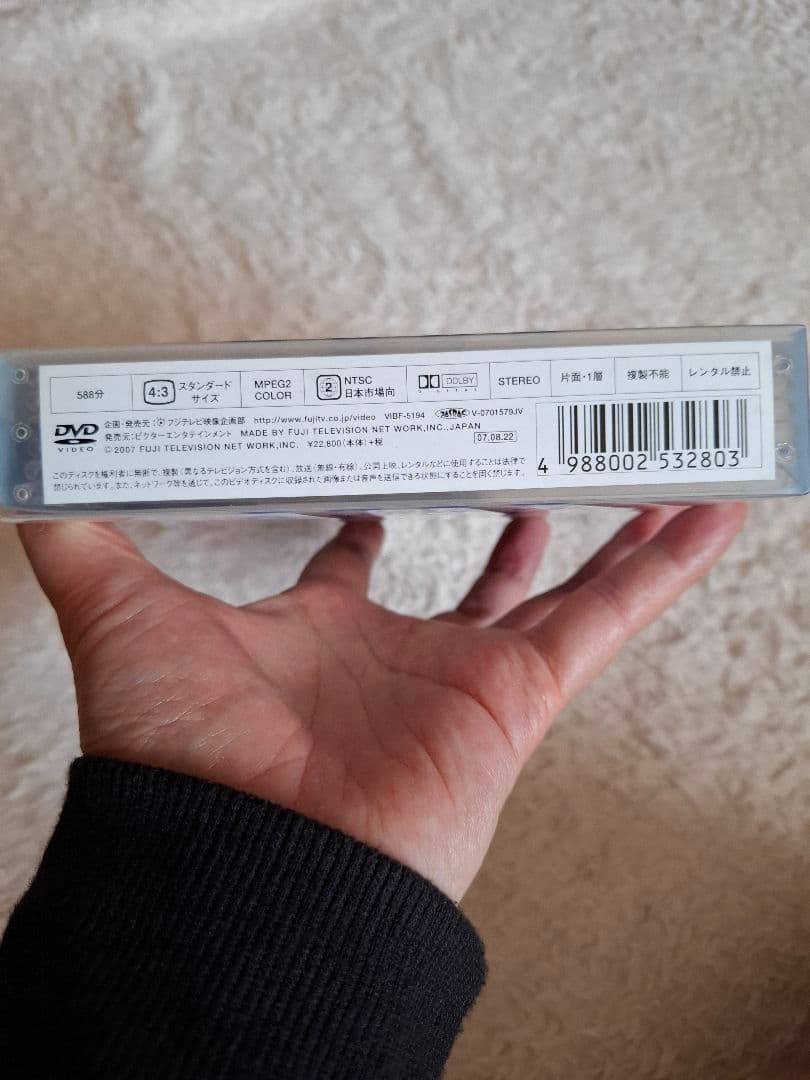 588分
4:3 スタンダードサイズ
MPEG2 COLOR
2 NTSC 日本市場向
DOLBY DIGITAL
STEREO
片面・1層
複製不能
レンタル禁止
DVD VIDEO
企画・発売元:フジテレビ映像企画部 http://www.fujitv.co.jp/video VIBF-5194 V-0701579JV
発売元:ビクターエンタテインメント MADE BY FUJI TELEVISION NET WORK,INC.,JAPAN
© 2007 FUJI TELEVISION NET WORK,INC. ¥22,800(本体)+税 07.08.22
このディスクを権利者に無断で、複製(異なるテレビジョン方式を含む)、放送(無線・有線)、公開上映、レンタルなどに使用することは法律で
禁じられています。また、ネットワーク等を通じて、このビデオディスクに収録された画像または音声を送信できる状態にすることを固く禁じます。
4 988002 532803